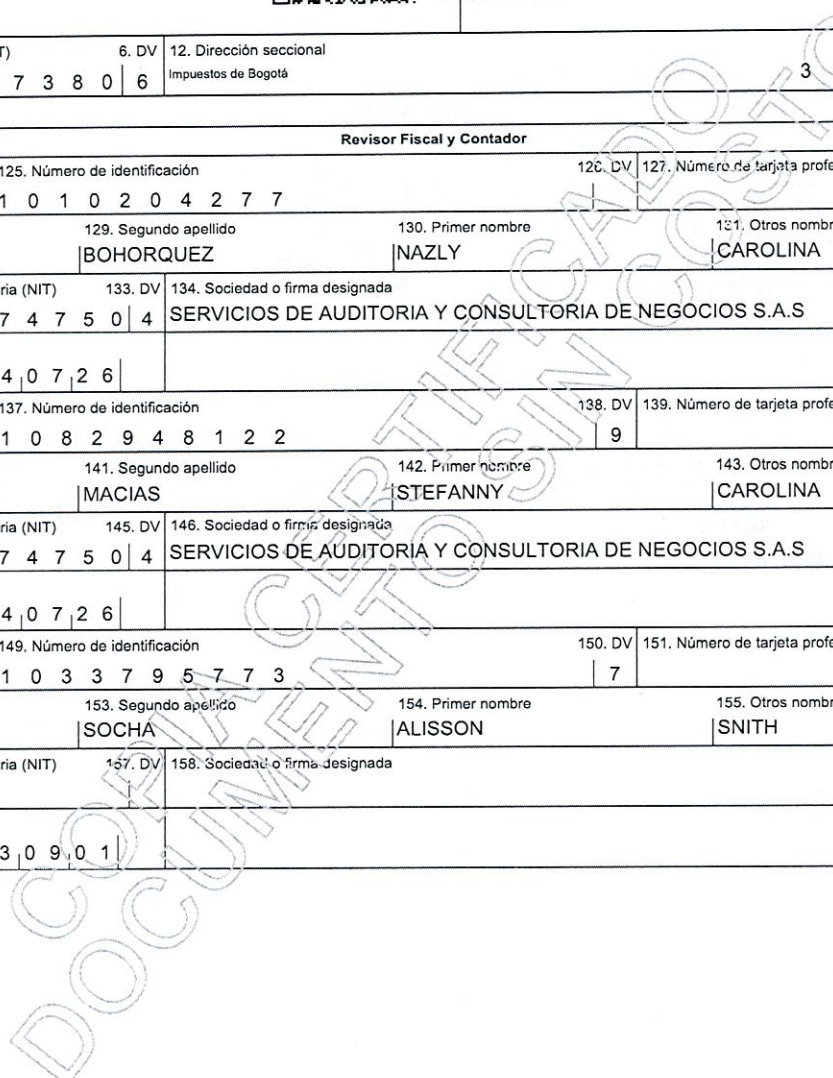 T) 6. DV 12. Dirección seccional
7 3 8 0 6 Impuestos de Bogotá 3
Revisor Fiscal y Contador
125. Número de identificación 126. DV 127. Número de tarjeta profe
1 0 1 0 2 0 4 2 7 7
129. Segundo apellido 130. Primer nombre 131. Otros nombr
BOHORQUEZ NAZLY CAROLINA
ria (NIT) 133. DV 134. Sociedad o firma designada
7 4 7 5 0 4 SERVICIOS DE AUDITORIA Y CONSULTORIA DE NEGOCIOS S.A.S
4 0 7 2 6
137. Número de identificación 138. DV 139. Número de tarjeta profe
1 0 8 2 9 4 8 1 2 2 9
141. Segundo apellido 142. Primer nombre 143. Otros nombr
MACIAS STEFANNY CAROLINA
ria (NIT) 145. DV 146. Sociedad o firma designada
7 4 7 5 0 4 SERVICIOS DE AUDITORIA Y CONSULTORIA DE NEGOCIOS S.A.S
4 0 7 2 6
149. Número de identificación 150. DV 151. Número de tarjeta profe
1 0 3 3 7 9 5 7 7 3 7
153. Segundo apellido 154. Primer nombre 155. Otros nombr
SOCHA ALISSON SNITH
ria (NIT) 157. DV 158. Sociedad o firma designada
3 0 9 0 1
COPIA CERTIFICADO
DOCUMENTO SIN COSTO